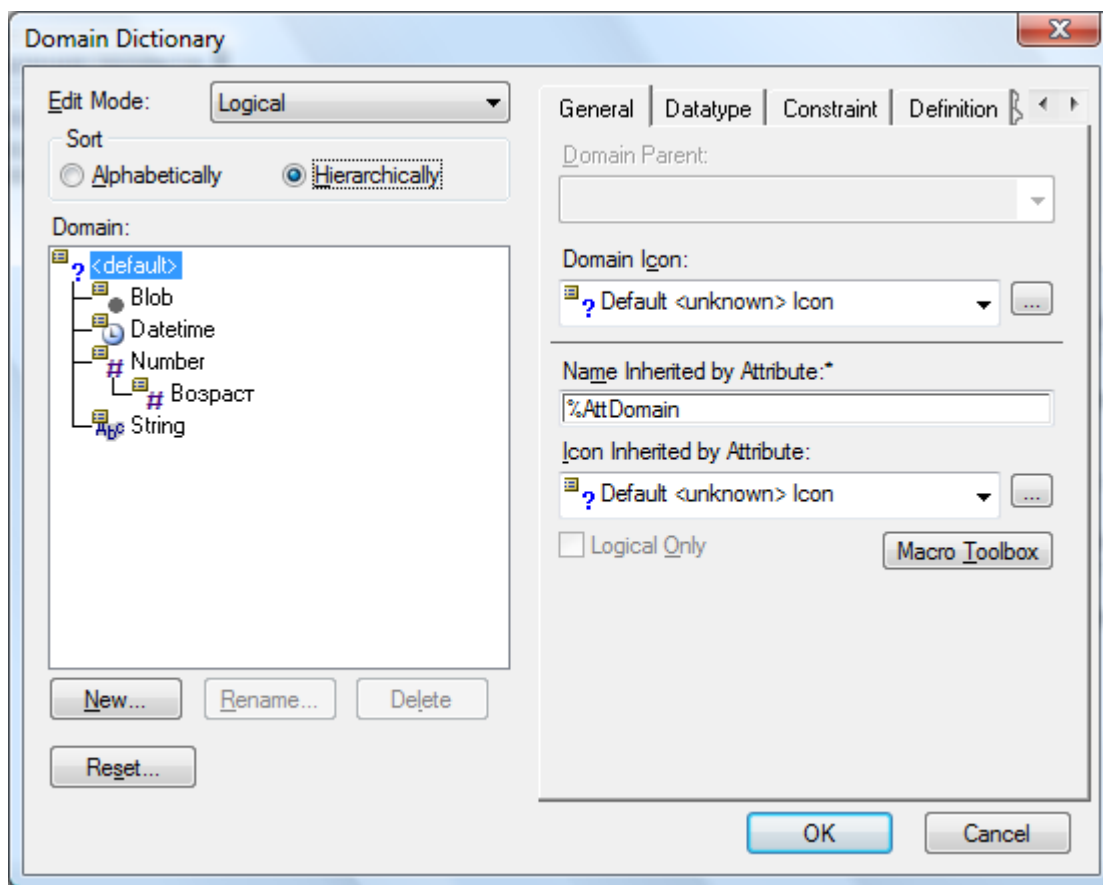 Domain Dictionary
Edit Mode: Logical
Sort
Alphabetically Hierarchically
Domain:
<default>
Blob
Datetime
Number
Возраст
String
New... Rename... Delete
Reset...
General Datatype Constraint Definition
Domain Parent:
Domain Icon:
Default <unknown> Icon ...
Name Inherited by Attribute:*
%AttDomain
Icon Inherited by Attribute:
Default <unknown> Icon ...
Logical Only Macro Toolbox
OK Cancel